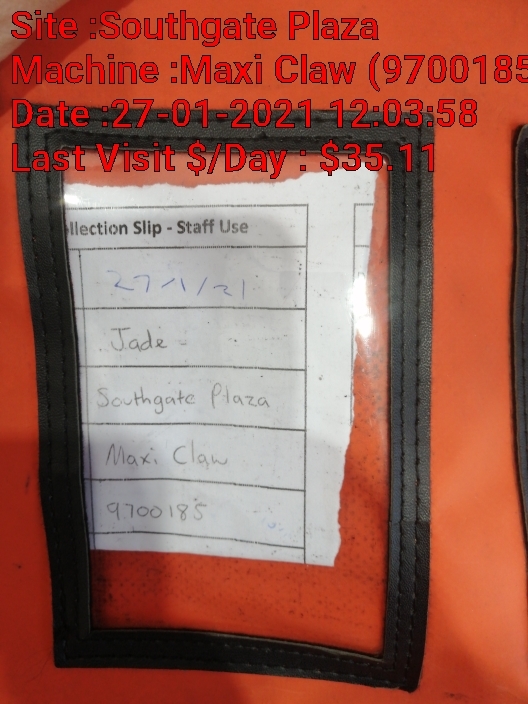 Site :Southgate Plaza
Machine :Maxi Claw (9700185
Date :27-01-2021 12:03:58
Last Visit $/Day : $35.11
llection Slip - Staff Use
27/1/21
Jade
Southgate Plaza
Maxi Claw
9700185